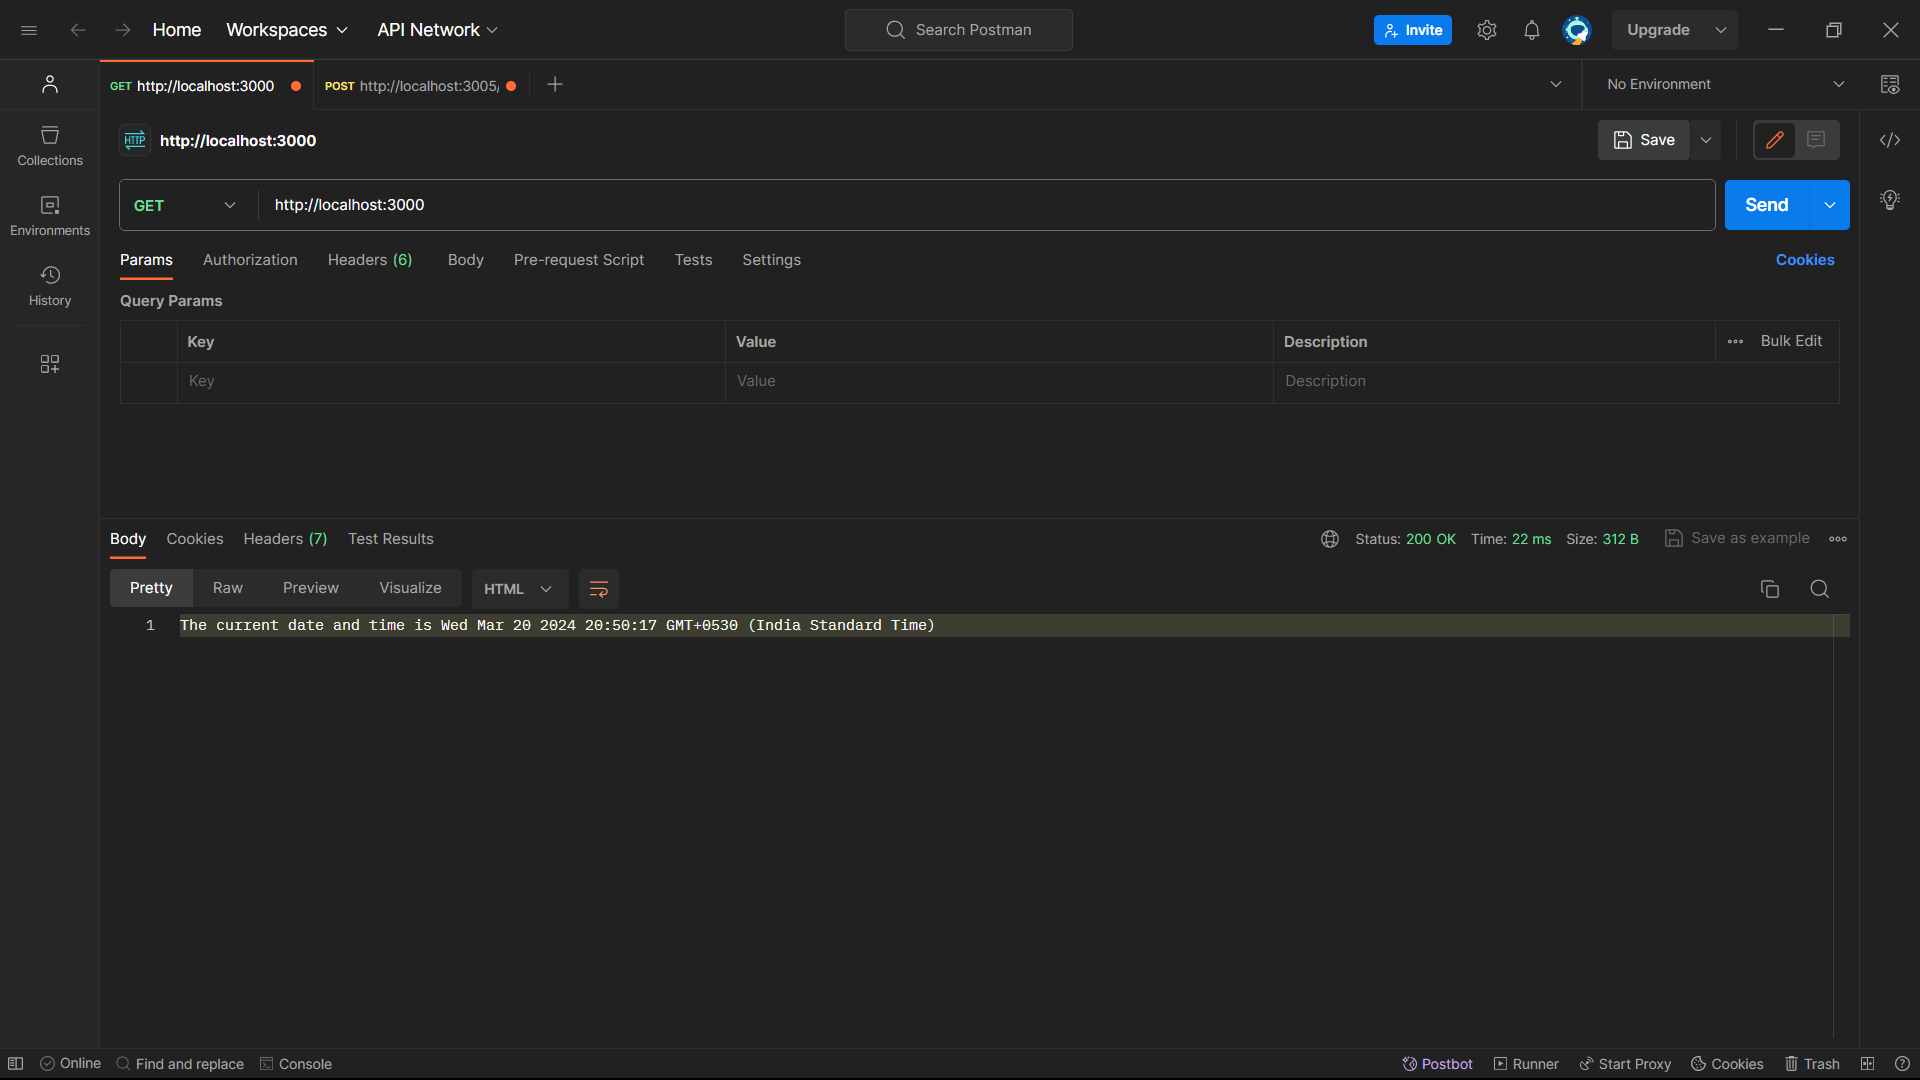 Home Workspaces API Network Search Postman Invite Upgrade
GET http://localhost:3000 POST http://localhost:3005/ No Environment
HTTP http://localhost:3000 Save
Collections
GET http://localhost:3000 Send
Environments
Params Authorization Headers (6) Body Pre-request Script Tests Settings Cookies
History
Query Params
Key Value Description Bulk Edit
Key Value Description
Body Cookies Headers (7) Test Results Status: 200 OK Time: 22 ms Size: 312 B Save as example
Pretty Raw Preview Visualize HTML
1 The current date and time is Wed Mar 20 2024 20:50:17 GMT+0530 (India Standard Time)
Online Find and replace Console Postbot Runner Start Proxy Cookies Trash